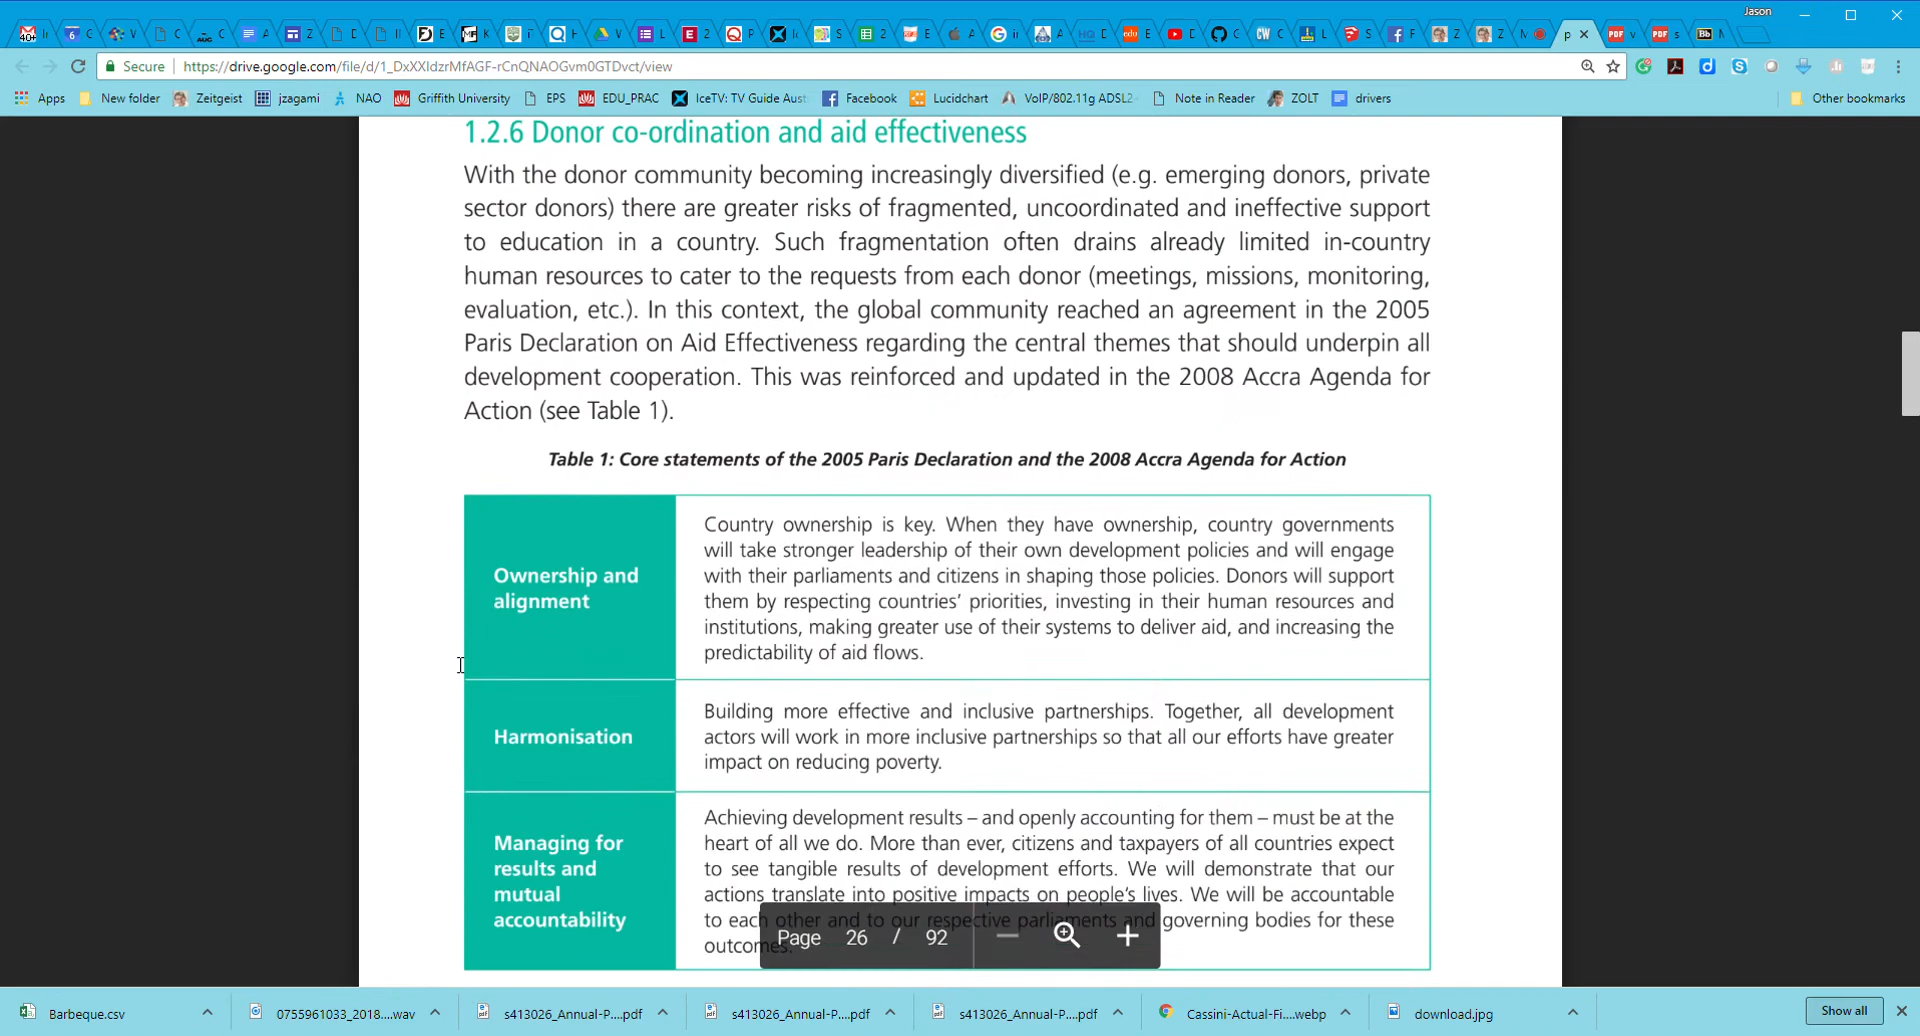 Jason
Secure
https://drive.google.com/file/d/1_DxXXIdzrMfAGF-rCnQNAOGvm0GTDvct/view
Apps New folder Zeitgeist jzagami NAO Griffith University EPS EDU_PRAC IceTV: TV Guide Aust Facebook Lucidchart VoIP/802.11g ADSL2 Note in Reader ZOLT drivers Other bookmarks
1.2.6 Donor co-ordination and aid effectiveness
With the donor community becoming increasingly diversified (e.g. emerging donors, private
sector donors) there are greater risks of fragmented, uncoordinated and ineffective support
to education in a country. Such fragmentation often drains already limited in-country
human resources to cater to the requests from each donor (meetings, missions, monitoring,
evaluation, etc.). In this context, the global community reached an agreement in the 2005
Paris Declaration on Aid Effectiveness regarding the central themes that should underpin all
development cooperation. This was reinforced and updated in the 2008 Accra Agenda for
Action (see Table 1).
Table 1: Core statements of the 2005 Paris Declaration and the 2008 Accra Agenda for Action
Ownership and
alignment
Country ownership is key. When they have ownership, country governments
will take stronger leadership of their own development policies and will engage
with their parliaments and citizens in shaping those policies. Donors will support
them by respecting countries’ priorities, investing in their human resources and
institutions, making greater use of their systems to deliver aid, and increasing the
predictability of aid flows.
Harmonisation
Building more effective and inclusive partnerships. Together, all development
actors will work in more inclusive partnerships so that all our efforts have greater
impact on reducing poverty.
Managing for
results and
mutual
accountability
Achieving development results – and openly accounting for them – must be at the
heart of all we do. More than ever, citizens and taxpayers of all countries expect
to see tangible results of development efforts. We will demonstrate that our
actions translate into positive impacts on people’s lives. We will be accountable
to each other and to our respective parliaments and governing bodies for these
outcomes.
Page 26 / 92
Barbeque.csv
0755961033_2018....wav
s413026_Annual-P....pdf
s413026_Annual-P....pdf
s413026_Annual-P....pdf
Cassini-Actual-Fi....webp
download.jpg
Show all